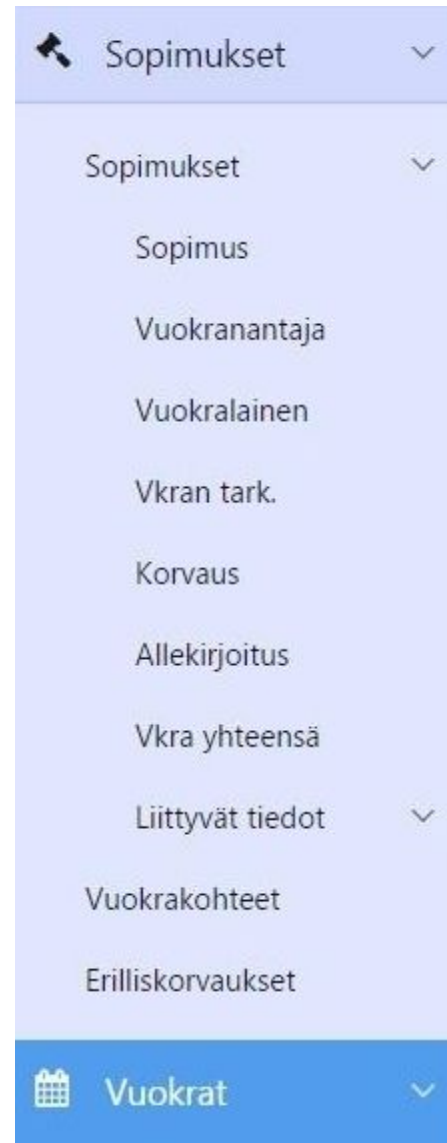 Sopimukset
Sopimukset
Sopimus
Vuokranantaja
Vuokralainen
Vkran tark.
Korvaus
Allekirjoitus
Vkra yhteensä
Liittyvät tiedot
Vuokrakohteet
Erilliskorvaukset
Vuokrat